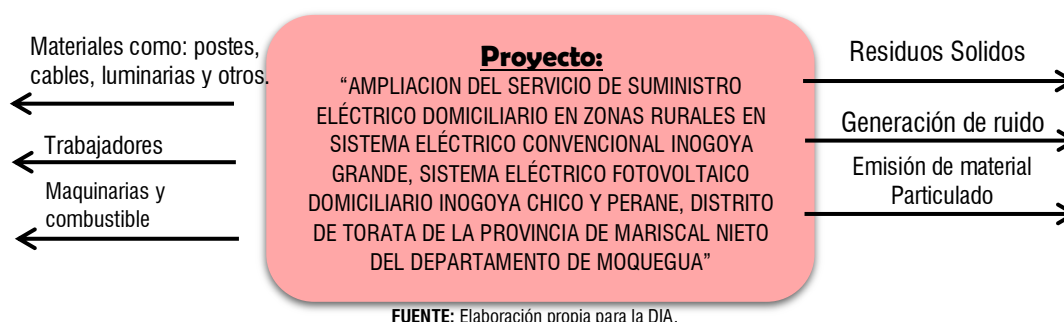 Materiales como: postes,
cables, luminarias y otros.
Trabajadores
Maquinarias y
combustible
Proyecto:
“AMPLIACION DEL SERVICIO DE SUMINISTRO
ELÉCTRICO DOMICILIARIO EN ZONAS RURALES EN
SISTEMA ELÉCTRICO CONVENCIONAL INOGOYA
GRANDE, SISTEMA ELÉCTRICO FOTOVOLTAICO
DOMICILIARIO INOGOYA CHICO Y PERANE, DISTRITO
DE TORATA DE LA PROVINCIA DE MARISCAL NIETO
DEL DEPARTAMENTO DE MOQUEGUA”
Residuos Solidos
Generación de ruido
Emisión de material
Particulado
FUENTE: Elaboración propia para la DIA.